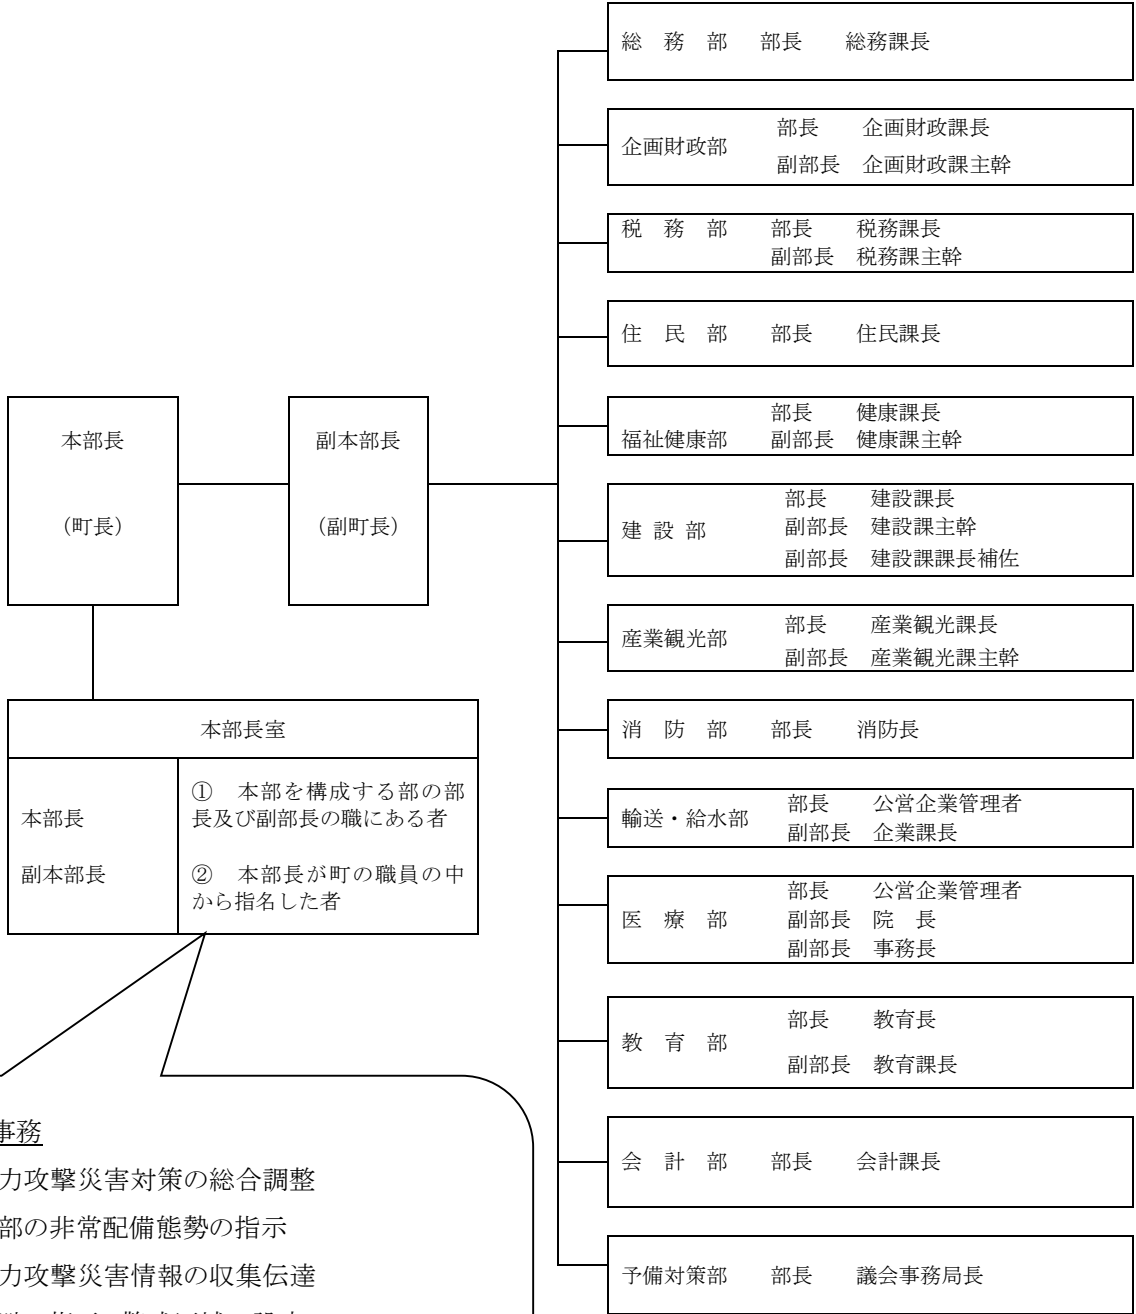 総　務　部　部長　総務課長
企画財政部　部長　企画財政課長
副部長　企画財政課主幹
税　務　部　部長　税務課長
副部長　税務課主幹
住　民　部　部長　住民課長
部長　健康課長
福祉健康部　副部長　健康課主幹
本部長
（町長）
副本部長
（副町長）
建 設 部　部長　建設課長
副部長　建設課主幹
副部長　建設課課長補佐
産業観光部　部長　産業観光課長
副部長　産業観光課主幹
消　防　部　部長　消防長
輸送・給水部　部長　公営企業管理者
副部長　企業課長
医　療　部　部長　公営企業管理者
副部長　院　長
副部長　事務長
教　育　部　部長　教育長
副部長　教育課長
会　計　部　部長　会計課長
予備対策部　部長　議会事務局長
本部長室
本部長
副本部長
①　本部を構成する部の部
長及び副部長の職にある者
②　本部長が町の職員の中
から指名した者
事務
力攻撃災害対策の総合調整
部の非常配備態勢の指示
力攻撃災害情報の収集伝達